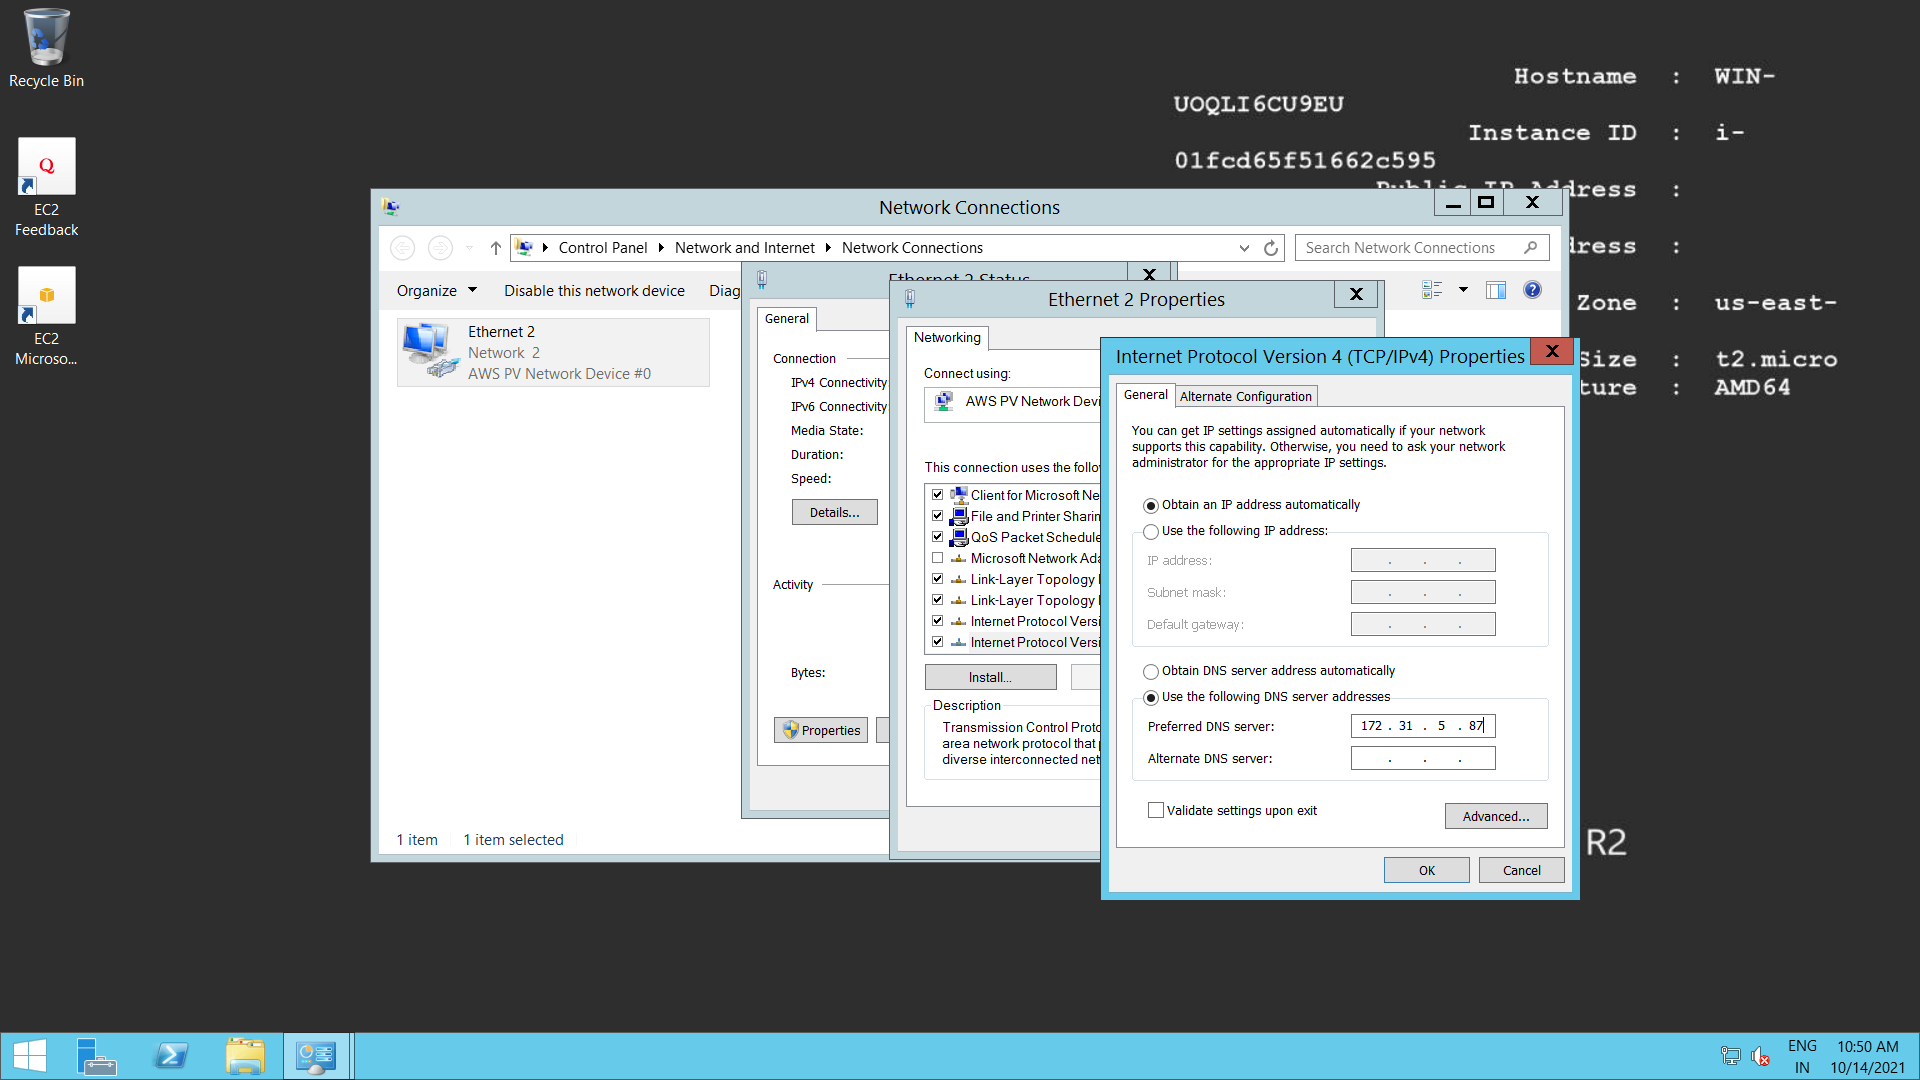 Recycle Bin
EC2
Feedback
EC2
Microso...
Hostname : WIN-
UOQLI6CU9EU
Instance ID : i-
01fcd65f51662c595
Public IP Address :
dress :
Zone : us-east-
Size : t2.micro
ture : AMD64
R2
Network Connections
Control Panel Network and Internet Network Connections
Search Network Connections
Organize Disable this network device Diag
Ethernet 2
Network 2
AWS PV Network Device #0
1 item 1 item selected
Ethernet 2 Status
General
Connection
IPv4 Connectivity
IPv6 Connectivity
Media State:
Duration:
Speed:
Details...
Activity
Bytes:
Properties
Ethernet 2 Properties
Networking
Connect using:
AWS PV Network Devi
This connection uses the follo
Client for Microsoft Ne
File and Printer Sharin
QoS Packet Schedule
Microsoft Network Ada
Link-Layer Topology
Link-Layer Topology
Internet Protocol Versi
Internet Protocol Versi
Install...
Description
Transmission Control Proto
area network protocol that
diverse interconnected net
Internet Protocol Version 4 (TCP/IPv4) Properties
General Alternate Configuration
You can get IP settings assigned automatically if your network
supports this capability. Otherwise, you need to ask your network
administrator for the appropriate IP settings.
Obtain an IP address automatically
Use the following IP address:
IP address: . . .
Subnet mask: . . .
Default gateway: . . .
Obtain DNS server address automatically
Use the following DNS server addresses
Preferred DNS server: 172 . 31 . 5 . 87
Alternate DNS server: . . .
Validate settings upon exit
Advanced...
OK Cancel
ENG 10:50 AM
IN 10/14/2021